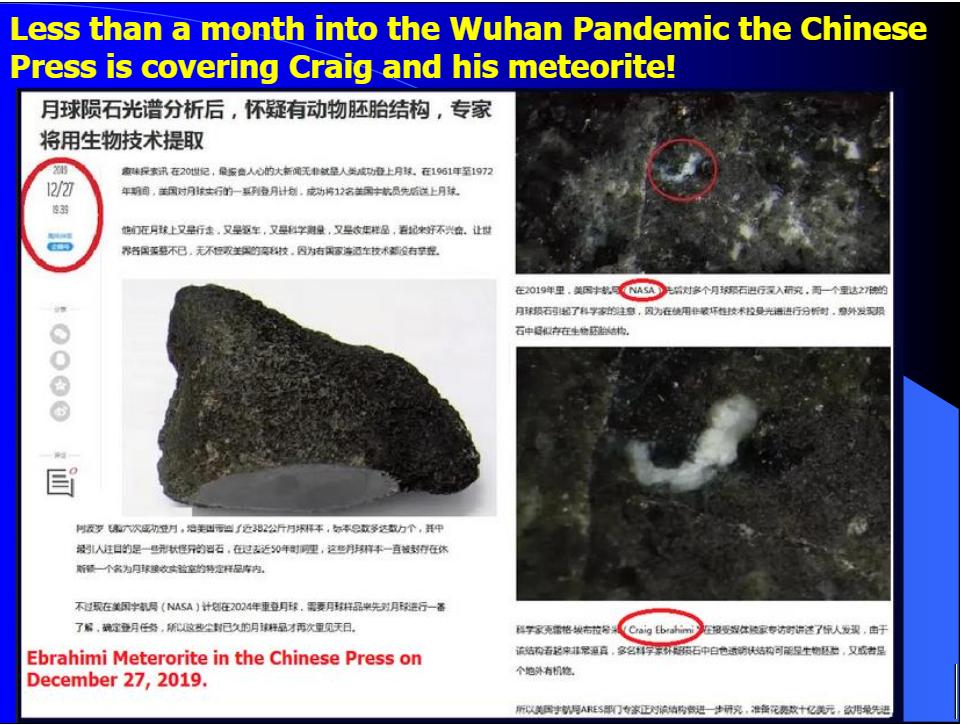 Less than a month into the Wuhan Pandemic the Chinese
Press is covering Craig and his meteorite!
月球陨石光谱分析后，怀疑有动物胚胎结构，专家
将用生物技术提取
2019
12/27
19:39
企鹅号
分享
评论
0
趣味探索讯 在20世纪，最振奋人心的大新闻无非就是人类成功登上月球。在1961年至1972
年期间，美国对月球实行的一系列登月计划，成功将12名美国宇航员先后送上月球。
他们在月球上又是行走，又是驱车，又是科学测量，又是收集样品，看起来好不兴奋。让世
界各国羡慕不已，无不惊叹美国的高科技，因为有国家连造车技术都没有掌握。
阿波罗飞船六次成功登月，给美国带回了近382公斤月球样本，标本总数多达数万个，其中
最引人注目的是一些形状怪异的岩石，在过去近50年时间里，这些月球样本一直被封存在休
斯顿一个名为月球接收实验室的特定样品库内。
不过现在美国宇航局（NASA）计划在2024年重登月球，需要月球样品来先对月球进行一番
了解，确定登月任务，所以这些尘封已久的月球样品才再次重见天日。
Ebrahimi Meterorite in the Chinese Press on
December 27, 2019.
在2019年里，美国宇航局（NASA）先后对多个月球陨石进行深入研究，而一个重达27磅的
月球陨石引起了科学家的注意，因为在使用非破坏性技术拉曼光谱进行分析时，意外发现陨
石中疑似存在生物胚胎结构。
科学家克雷格·埃布拉希米（Craig Ebrahimi）在接受媒体独家专访时讲述了惊人发现，由于
该结构看起来非常逼真，多名科学家怀疑陨石中白色透明状结构可能是生物胚胎，又或者是
个地外有机物。
所以美国宇航局ARES部门专家正对该结构做进一步研究，准备花费数十亿美元，欲用最先进